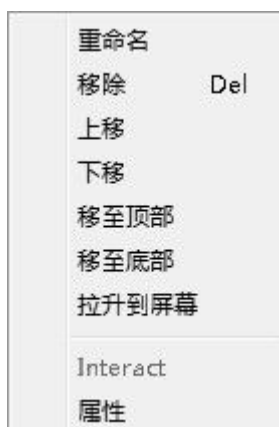 重命名
移除 Del
上移
下移
移至顶部
移至底部
拉升到屏幕
Interact
属性